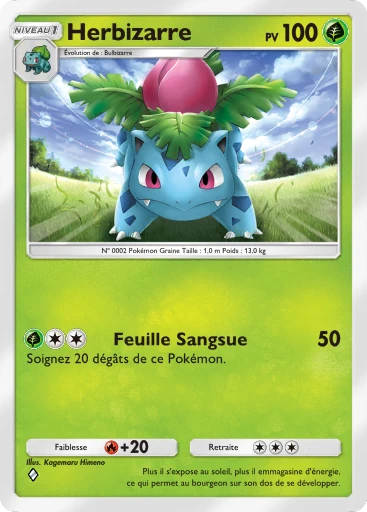 NIVEAU 1
Herbizarre
PV 100
Évolution de : Bulbizarre
N° 0002 Pokémon Graine Taille : 1,0 m Poids : 13,0 kg
Feuille Sangsue 50
Soignez 20 dégâts de ce Pokémon.
Faiblesse +20 Retraite
Illus. Kagemaru Himeno
Plus il s'expose au soleil, plus il emmagasine d'énergie,
ce qui permet au bourgeon sur son dos de se développer.